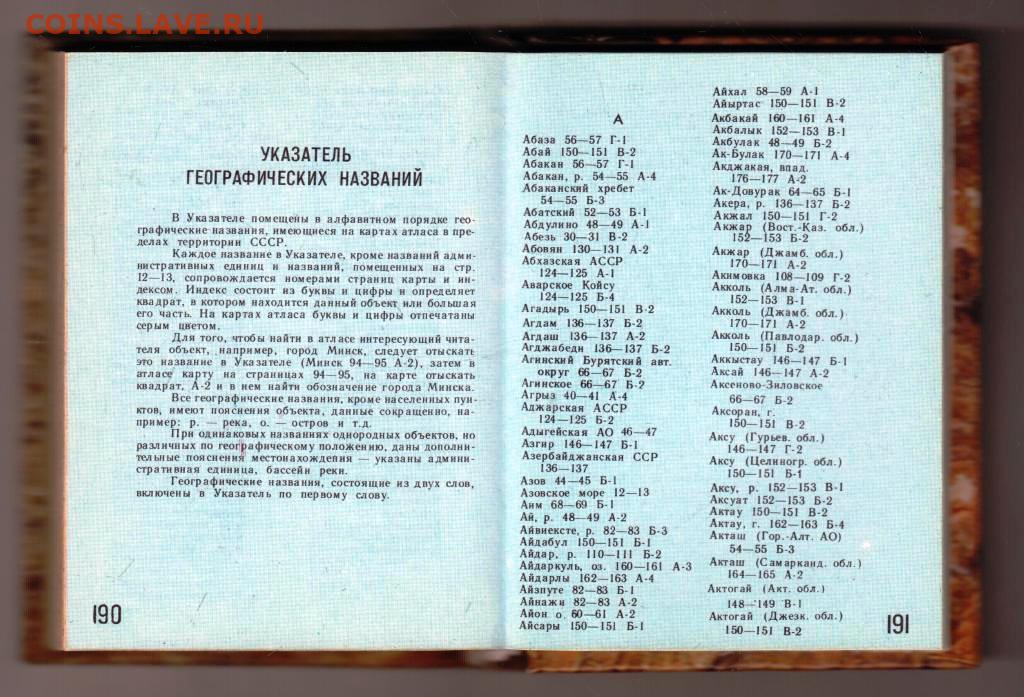 COINS.LAVE.RU
УКАЗАТЕЛЬ
ГЕОГРАФИЧЕСКИХ НАЗВАНИЙ
В Указателе помещены в алфавитном порядке гео-
графические названия, имеющиеся на картах атласа в пре-
делах территории СССР.
Каждое название в Указателе, кроме названий адми-
нистративных единиц и названий, помещенных на стр.
12—13, сопровождается номерами страниц карты и ин-
дексом. Индекс состоит из буквы и цифры и определяет
квадрат, в котором находится данный объект или большая
его часть. На картах атласа буквы и цифры отпечатаны
серым цветом.
Для того, чтобы найти в атласе интересующий чита-
теля объект, например, город Минск, следует отыскать
это название в Указателе (Минск 94—95 А-2), затем в
атласе карту на страницах 94—95, на карте отыскать
квадрат, А-2 и в нем найти обозначение города Минска.
Все географические названия, кроме населенных пун-
ктов, имеют пояснения объекта, данные сокращенно, на-
пример: р. — река, о. — остров и т.д.
При одинаковых названиях однородных объектов, но
различных по географическому положению, даны дополни-
тельные пояснения местонахождения — указаны админи-
стративная единица, бассейн реки.
Географические названия, состоящие из двух слов,
включены в Указатель по первому слову.
190
А
Абаза 56—57 Г-1
Абай 150—151 В-2
Абакан 56—57 Г-1
Абакан, р. 54—55 А-4
Абаканский хребет
54—55 Б-3
Абатский 52—53 Б-1
Абдулино 48—49 А-1
Абезь 30—31 В-2
Абовян 130—131 А-2
Абхазская АССР
124—125 А-1
Аварское Койсу
124—125 Б-4
Агадырь 150—151 В-2
Агдам 136—137 Б-2
Агдаш 136—137 А-2
Агджабеди 136—137 Б-2
Агинский Бурятский авт.
округ 66—67 Б-2
Агинское 66—67 Б-2
Агрыз 40—41 А-4
Аджарская АССР
124—125 Б-2
Адыгейская АО 46—47
Азгир 146—147 Б-1
Азербайджанская ССР
136—137
Азов 44—45 Б-1
Азовское море 12—13
Аим 68—69 Б-1
Ай, р. 48—49 А-2
Айвиексте, р. 82—83 Б-3
Айдабул 150—151 Б-1
Айдар, р. 110—111 Б-2
Айдаркуль, оз. 160—161 А-3
Айдарлы 162—163 А-4
Айзпуте 82—83 Б-1
Айнажи 82—83 А-2
Айон о. 60—61 А-2
Айсары 150—151 Б-1
Айхал 58—59 А-1
Айыртас 150—151 В-2
Акбакай 160—161 А-4
Акбалык 152—153 В-1
Акбулак 48—49 Б-2
Ак-Булак 170—171 А-4
Акджакая, впад.
176—177 А-2
Ак-Довурак 64—65 Б-1
Акера, р. 136—137 Б-2
Акжал 150—151 Г-2
Акжар (Вост.-Каз. обл.)
152—153 Б-2
Акжар (Джамб. обл.)
170—171 А-2
Акимовка 108—109 Г-2
Акколь (Алма-Ат. обл.)
152—153 В-1
Акколь (Джамб. обл.)
170—171 А-2
Акколь (Павлодар. обл.)
150—151 Б-2
Аккыстау 146—147 Б-1
Аксай 146—147 А-2
Аксеново-Зиловское
66—67 Б-2
Аксоран, г.
150—151 В-2
Аксу (Гурьев. обл.)
146—147 Г-2
Аксу (Целиногр. обл.)
150—151 Б-1
Аксу, р. 152—153 В-1
Аксуат 152—153 Б-2
Актау 150—151 В-2
Актау, г. 162—163 Б-4
Акташ (Гор.-Алт. АО)
54—55 Б-3
Акташ (Самарканд. обл.)
164—165 А-2
Актогай (Акт. обл.)
148—149 В-1
Актогай (Джезк. обл.)
150—151 В-2
191